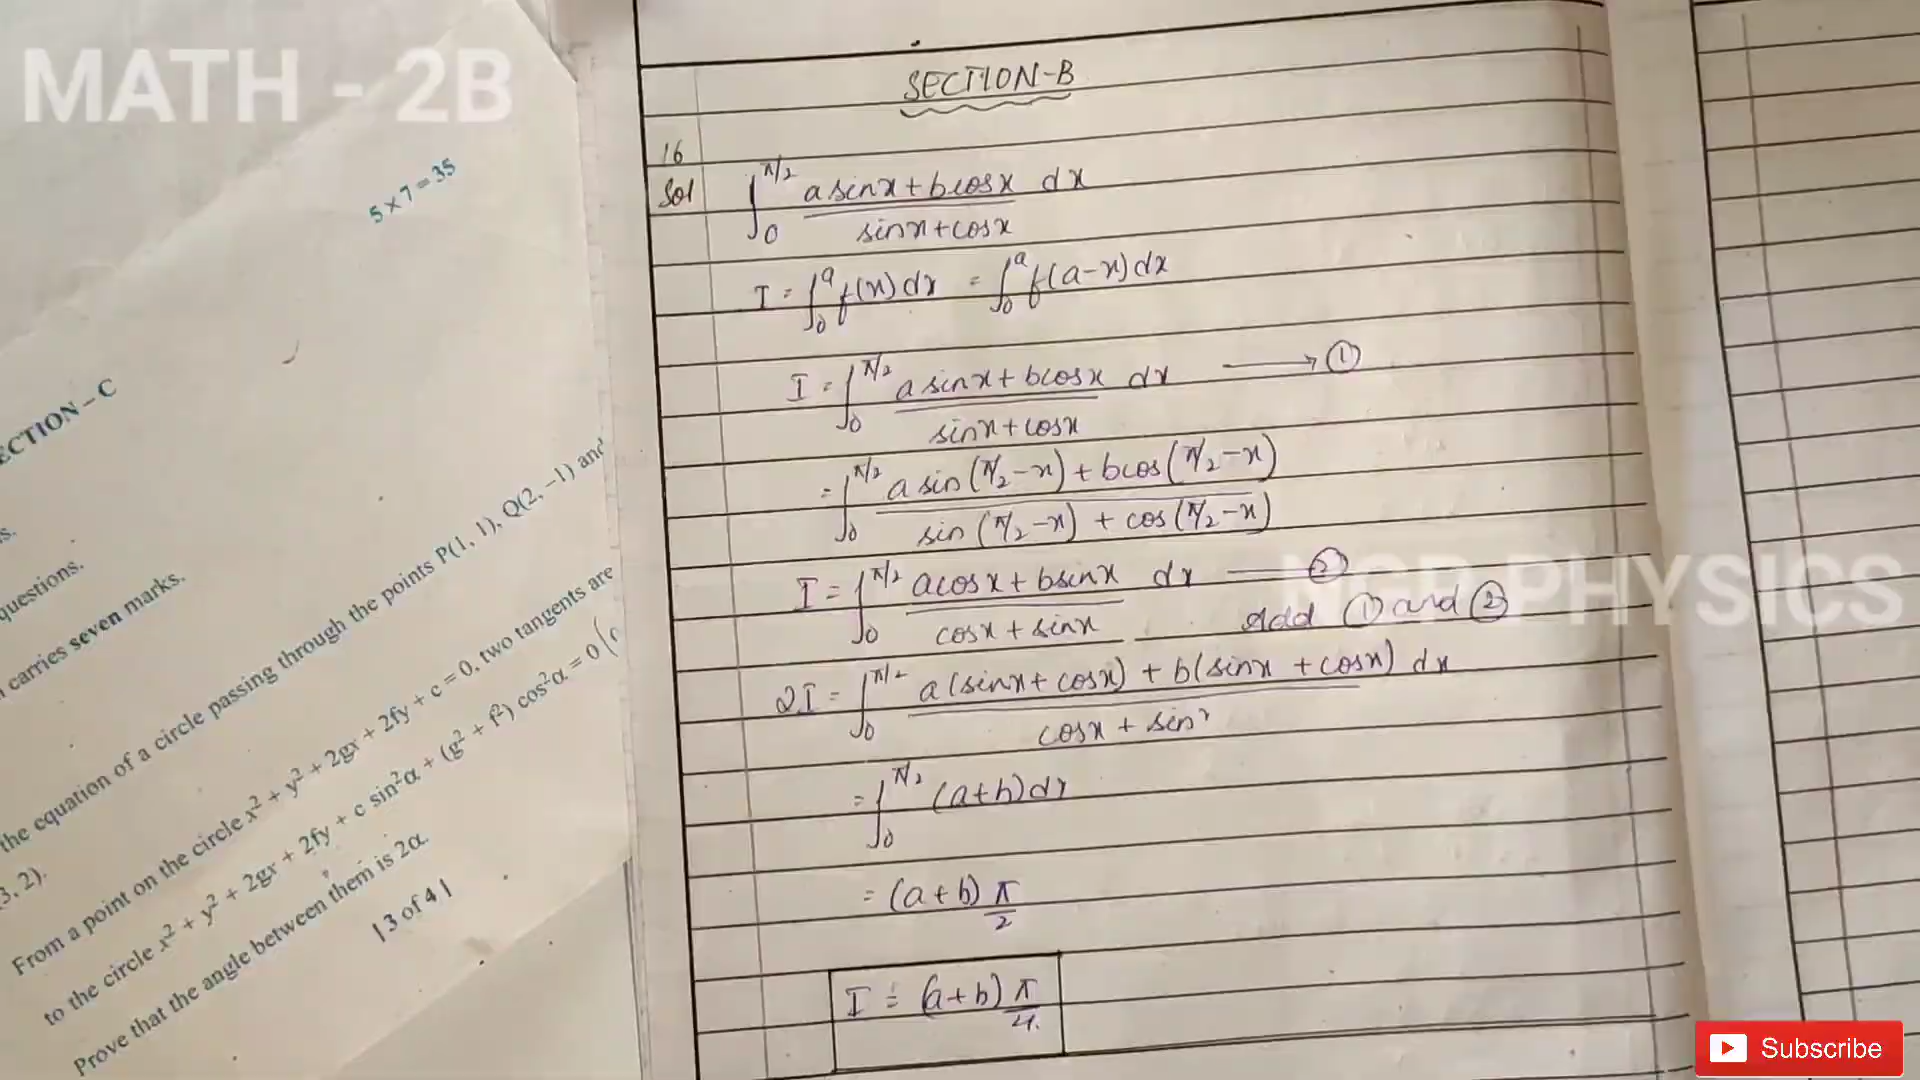 MATH - 2B
5 × 7 = 35
ECTION – C
s.
questions.
carries seven marks.
the equation of a circle passing through the points P(1, 1), Q(2, –1) and
3, 2).
From a point on the circle x² + y² + 2gx + 2fy + c = 0, two tangents are
to the circle x² + y² + 2gx + 2fy + c sin²α + (g² + f²) cos²α = 0 (
Prove that the angle between them is 2α.
| 3 of 4 |
SECTION-B
16
Sol ∫₀^π/2 (a sinx + b cosx)/(sinx + cosx) dx
I = ∫₀^a f(x) dx = ∫₀^a f(a-x) dx
I = ∫₀^π/2 (a sinx + b cosx)/(sinx + cosx) dx → ①
= ∫₀^π/2 (a sin(π/2 - x) + b cos(π/2 - x))/(sin(π/2 - x) + cos(π/2 - x))
I = ∫₀^π/2 (a cosx + b sinx)/(cosx + sinx) dx — ②
Add ① and ②
2I = ∫₀^π/2 (a(sinx + cosx) + b(sinx + cosx))/(cosx + sinx) dx
= ∫₀^π/2 (a+b) dx
= (a+b) π/2
I = (a+b) π/4.
NCP PHYSICS
Subscribe